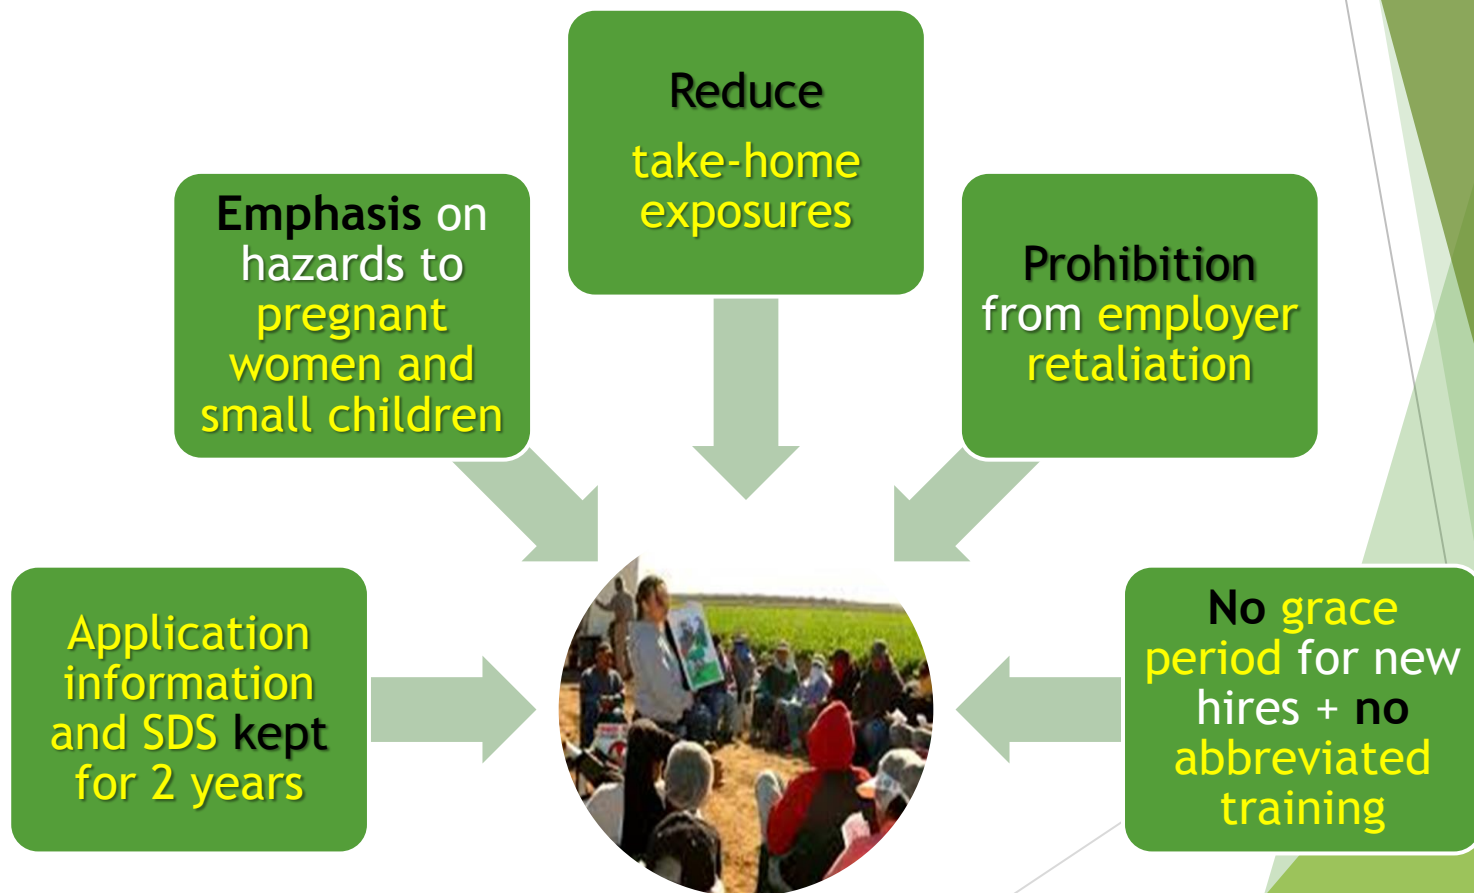 Application
information
and SDS kept
for 2 years
Emphasis on
hazards to
pregnant
women and
small children
Reduce
take-home
exposures
Prohibition
from employer
retaliation
No grace
period for new
hires + no
abbreviated
training